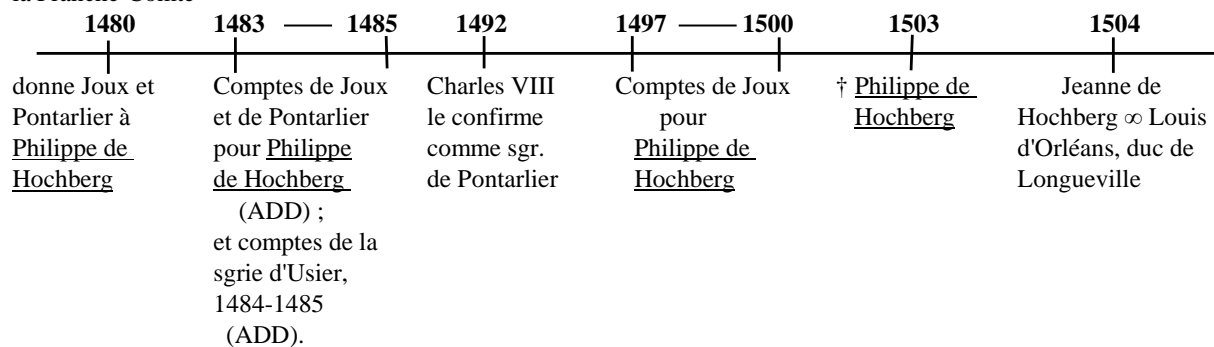 la Franche-Comté
1480 1483 —— 1485 1492 1497 —— 1500 1503 1504
donne Joux et
Pontarlier à
Philippe de
Hochberg
Comptes de Joux
et de Pontarlier
pour Philippe
de Hochberg
(ADD) ;
et comptes de la
sgrie d'Usier,
1484-1485
(ADD).
Charles VIII
le confirme
comme sgr.
de Pontarlier
Comptes de Joux
pour
Philippe de
Hochberg
† Philippe de
Hochberg
Jeanne de
Hochberg ∞ Louis
d'Orléans, duc de
Longueville